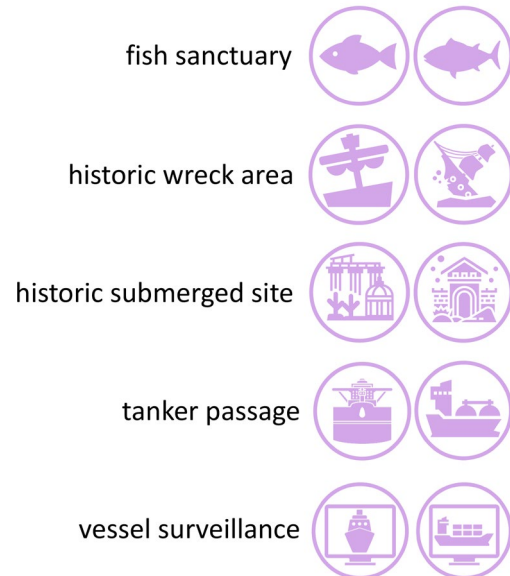 fish sanctuary
historic wreck area
historic submerged site
tanker passage
vessel surveillance